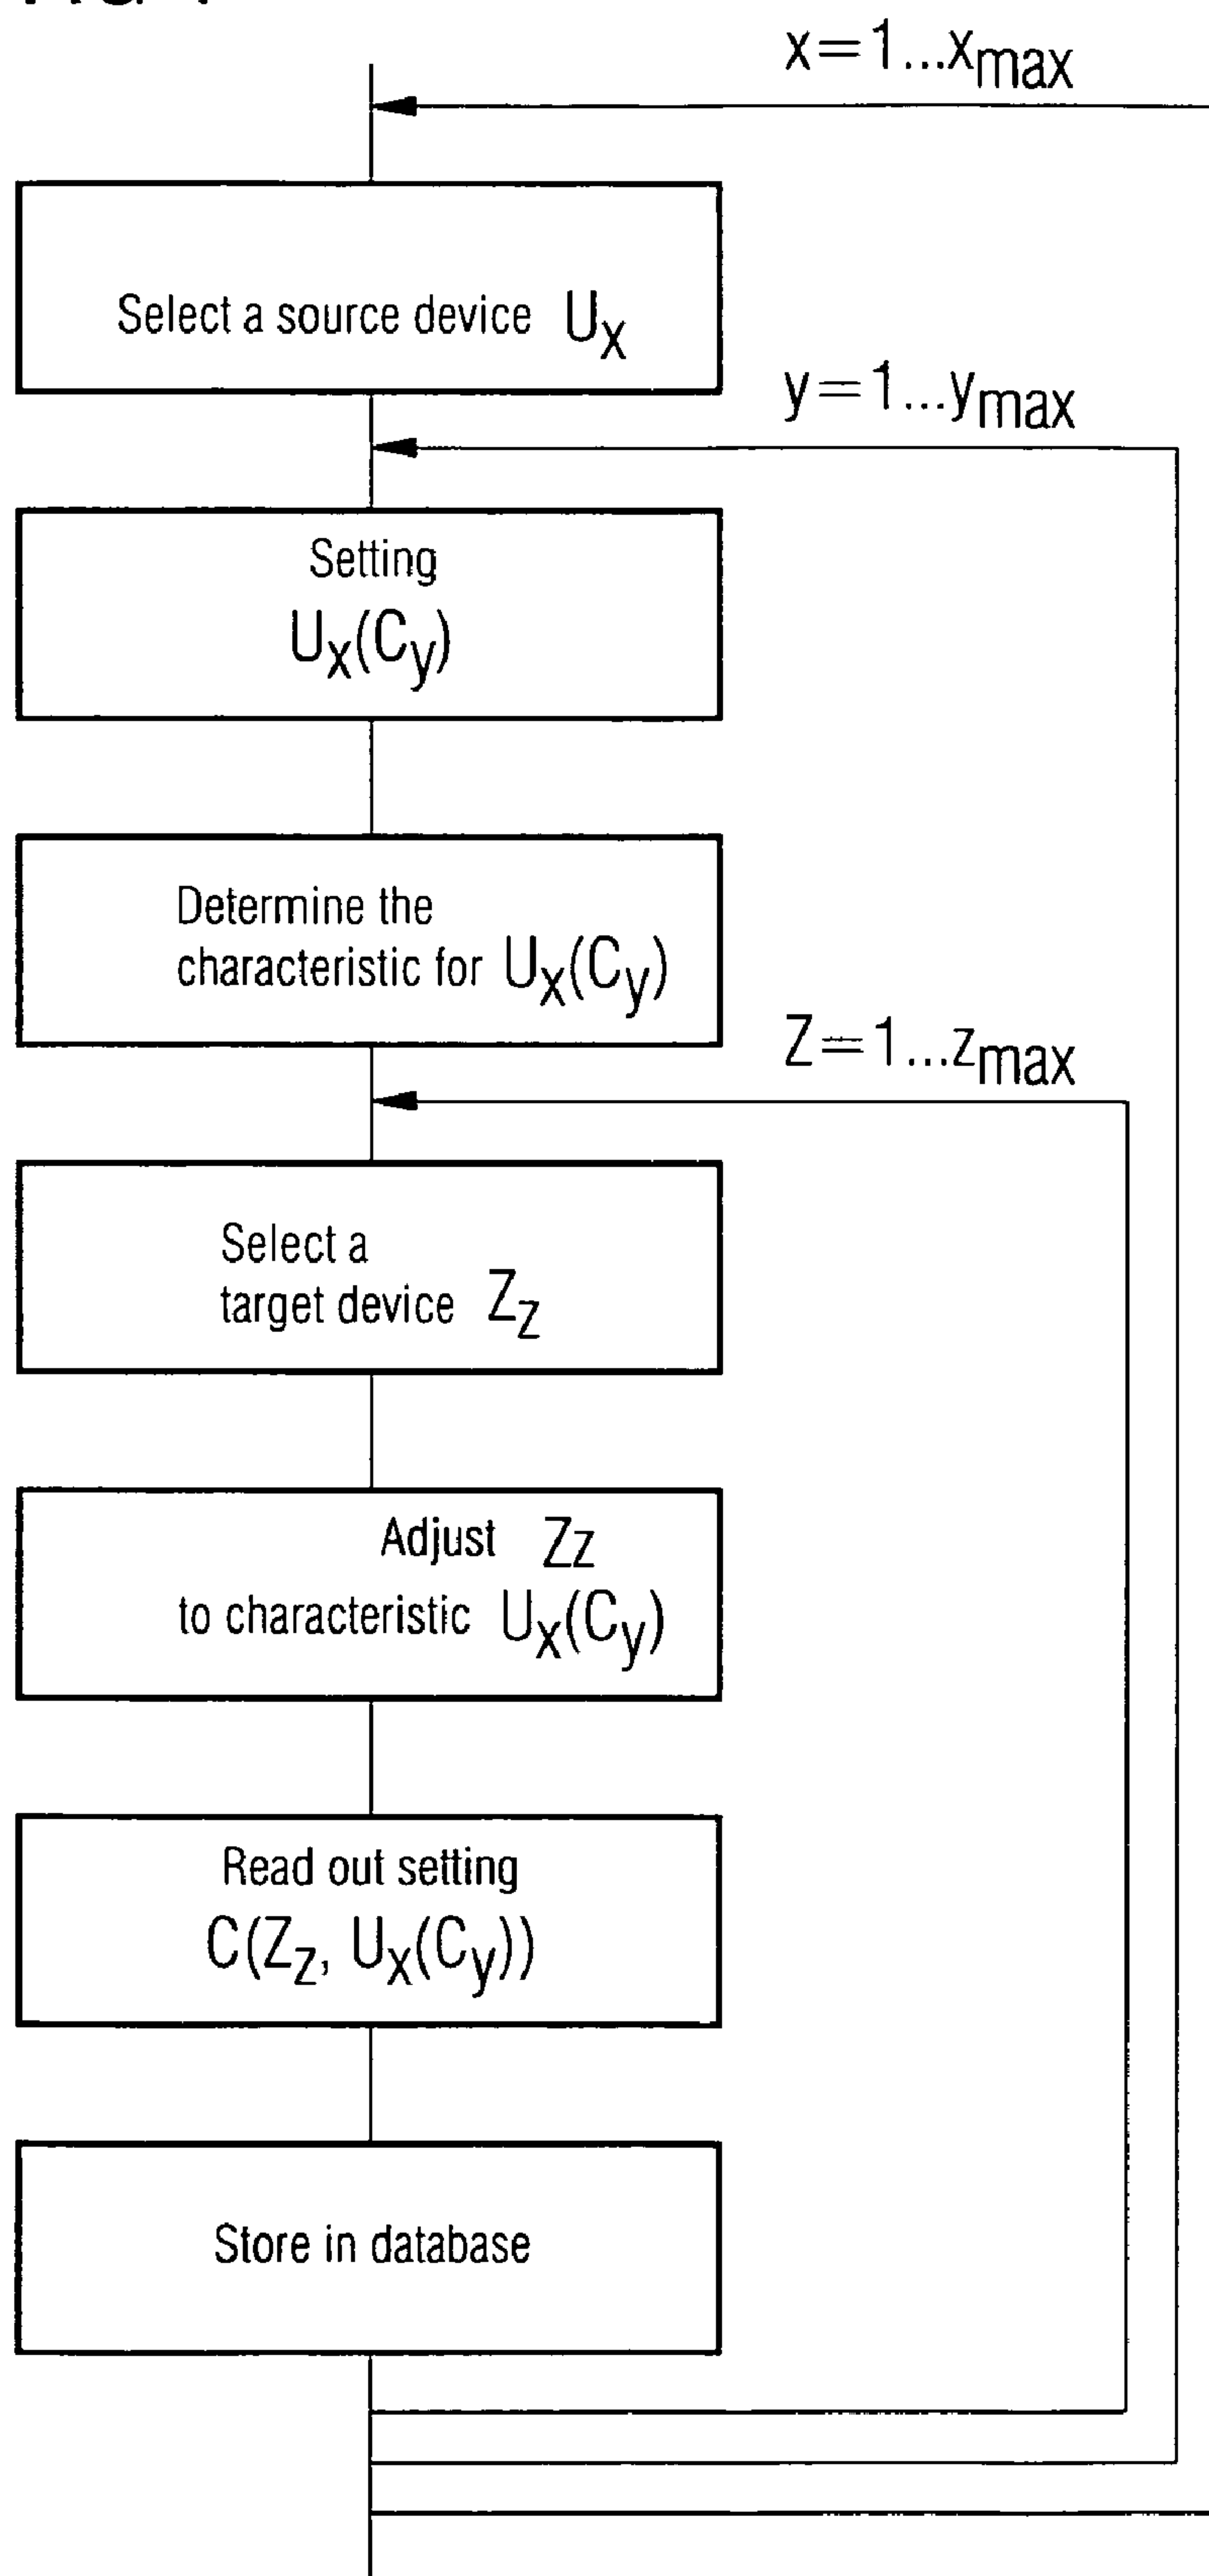 x=1...xmax
Select a source device Ux
y=1...ymax
Setting
Ux(Cy)
Determine the
characteristic for Ux(Cy)
Z=1...zmax
Select a
target device Zz
Adjust Zz
to characteristic Ux(Cy)
Read out setting
C(Zz, Ux(Cy))
Store in database